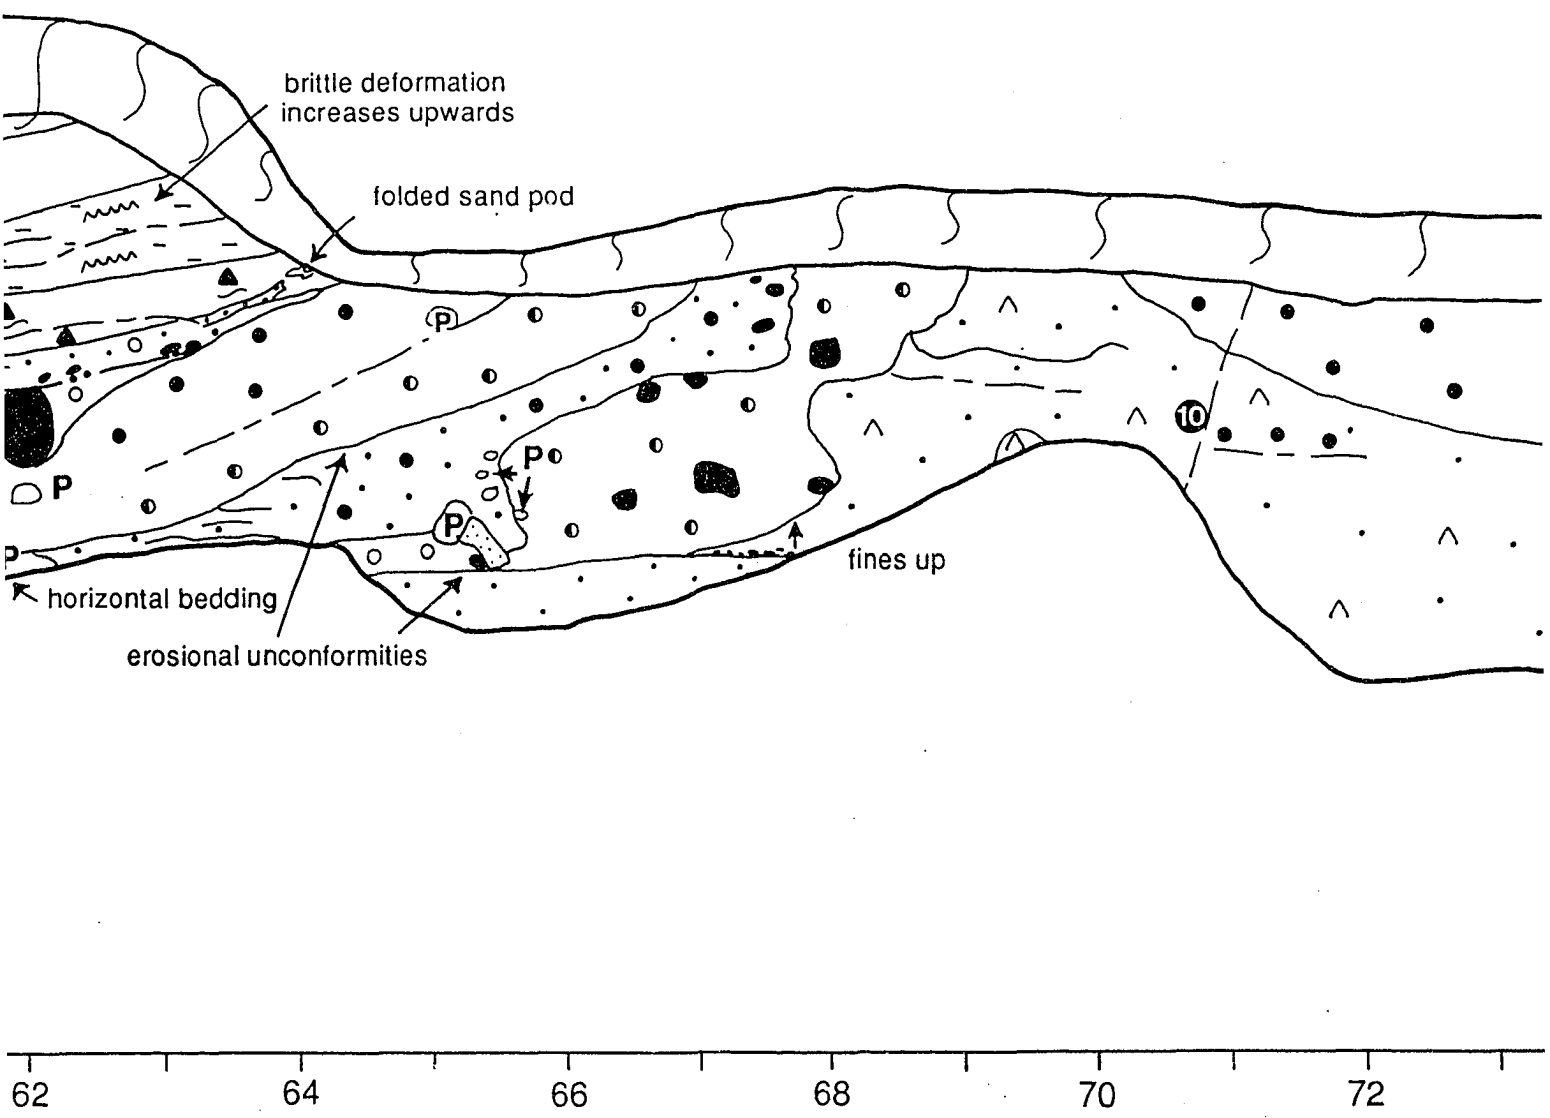 brittle deformation
increases upwards
folded sand pod
P
10
P
P
P
P
fines up
horizontal bedding
erosional unconformities
62 64 66 68 70 72